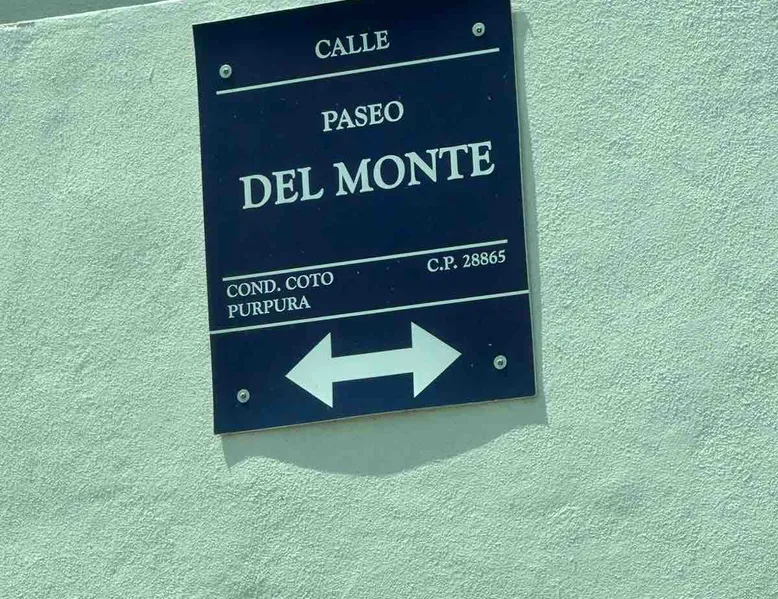 CALLE
PASEO
DEL MONTE
COND. COTO
PURPURA
C.P. 28865